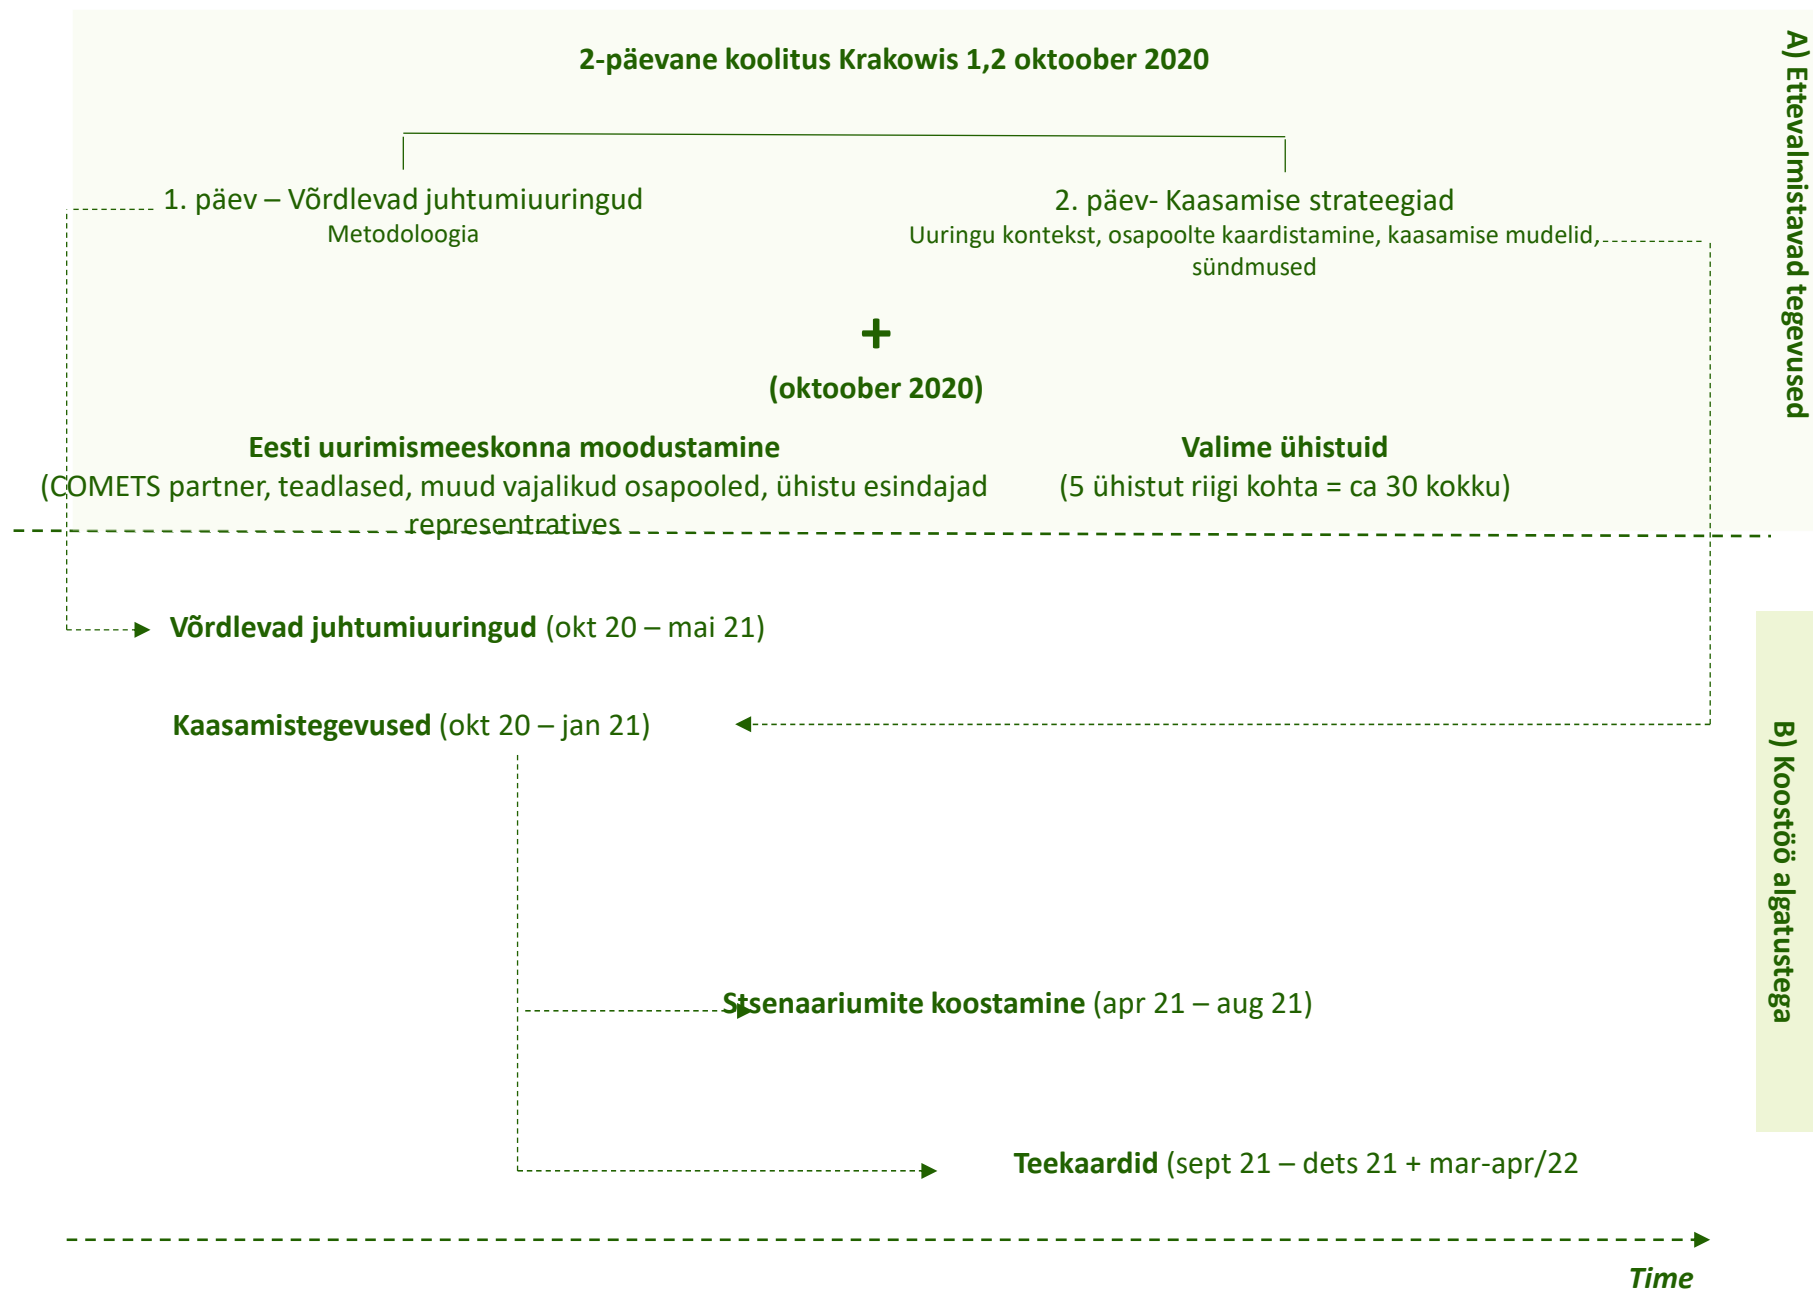 2-päevane koolitus Krakowis 1,2 oktoober 2020
A) Ettevalmistavad tegevused
1. päev – Võrdlevad juhtumiuuringud
Metodoloogia
2. päev- Kaasamise strateegiad
Uuringu kontekst, osapoolte kaardistamine, kaasamise mudelid,
sündmused
+
(oktoober 2020)
Eesti uurimismeeskonna moodustamine
(COMETS partner, teadlased, muud vajalikud osapooled, ühistu esindajad
representratives
Valime ühistuid
(5 ühistut riigi kohta = ca 30 kokku)
Võrdlevad juhtumiuuringud (okt 20 – mai 21)
Kaasamistegevused (okt 20 – jan 21)
B) Koostöö algatustega
Stsenaariumite koostamine (apr 21 – aug 21)
Teekaardid (sept 21 – dets 21 + mar-apr/22
Time